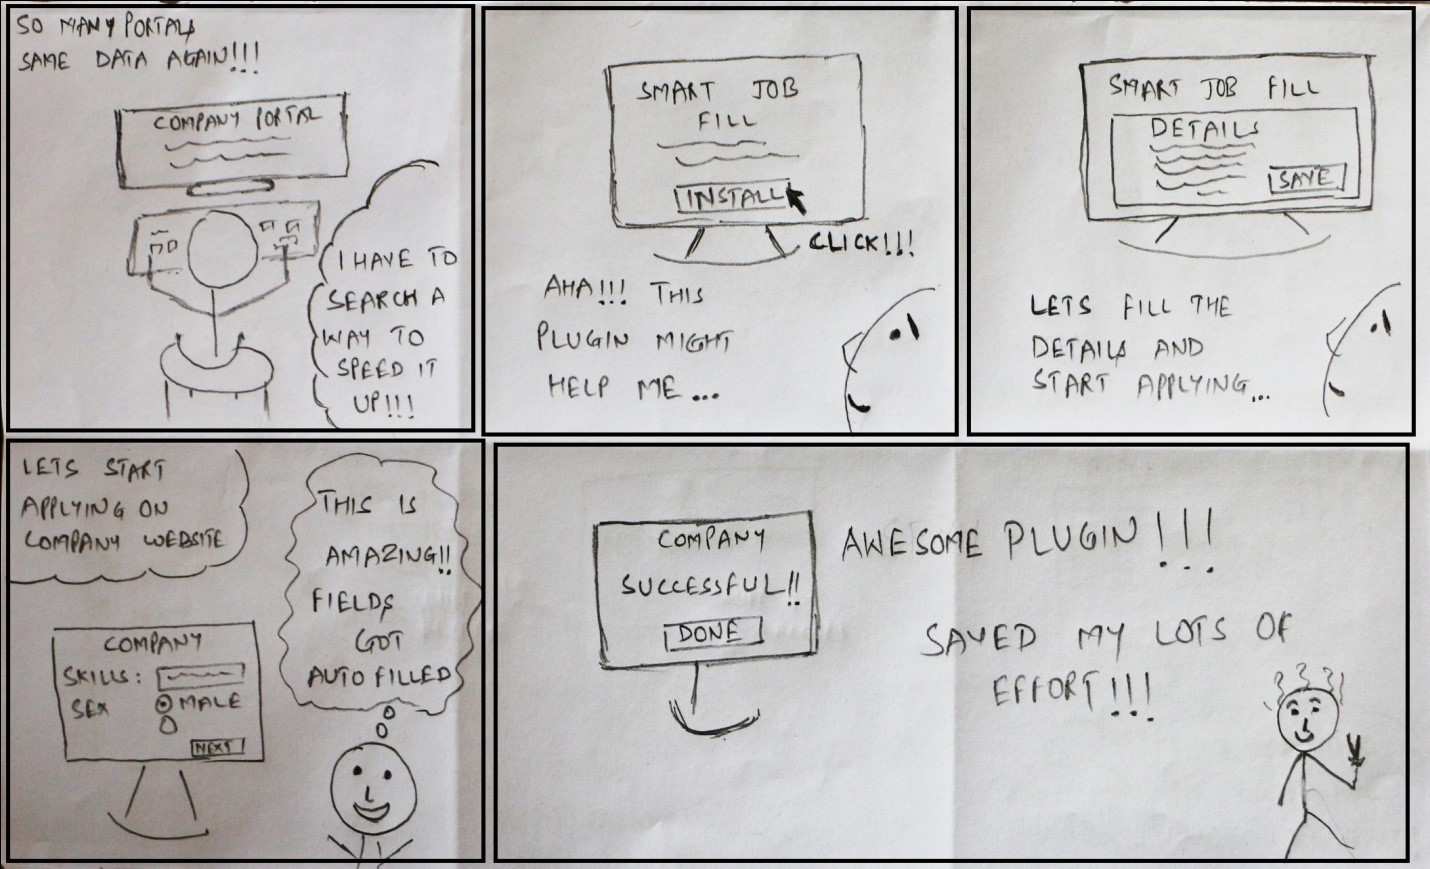 SO MANY PORTALS
SAME DATA AGAIN!!!
COMPANY PORTAL
I HAVE TO
SEARCH A
WAY TO
SPEED IT
UP!!!
SMART JOB
FILL
INSTALL
CLICK!!!
AHA!!! THIS
PLUGIN MIGHT
HELP ME...
SMART JOB FILL
DETAILS
SAVE
LETS FILL THE
DETAILS AND
START APPLYING...
LETS START
APPLYING ON
COMPANY WEBSITE
THIS IS
AMAZING!!
FIELDS
GOT
AUTO FILLED
COMPANY
SKILLS:
SEX MALE
NEXT
COMPANY
SUCCESSFUL!!
DONE
AWESOME PLUGIN!!!
SAVED MY LOTS OF
EFFORT!!!